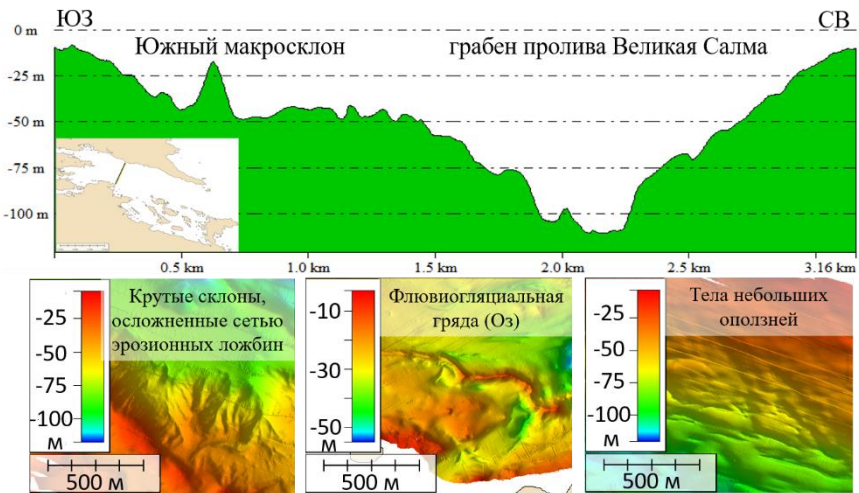 ЮЗ
СВ
0 m
Южный макросклон
грабен пролива Великая Салма
-25 m
-50 m
-75 m
-100 m
0.5 km
1.0 km
1.5 km
2.0 km
2.5 km
3.16 km
Крутые склоны,
осложненные сетью
эрозионных ложбин
-25
-50
-75
-100
м
500 м
Флювиогляциальная
гряда (Оз)
-10
-30
-50
м
500 м
Тела небольших
оползней
-25
-50
-75
-100
м
500 м